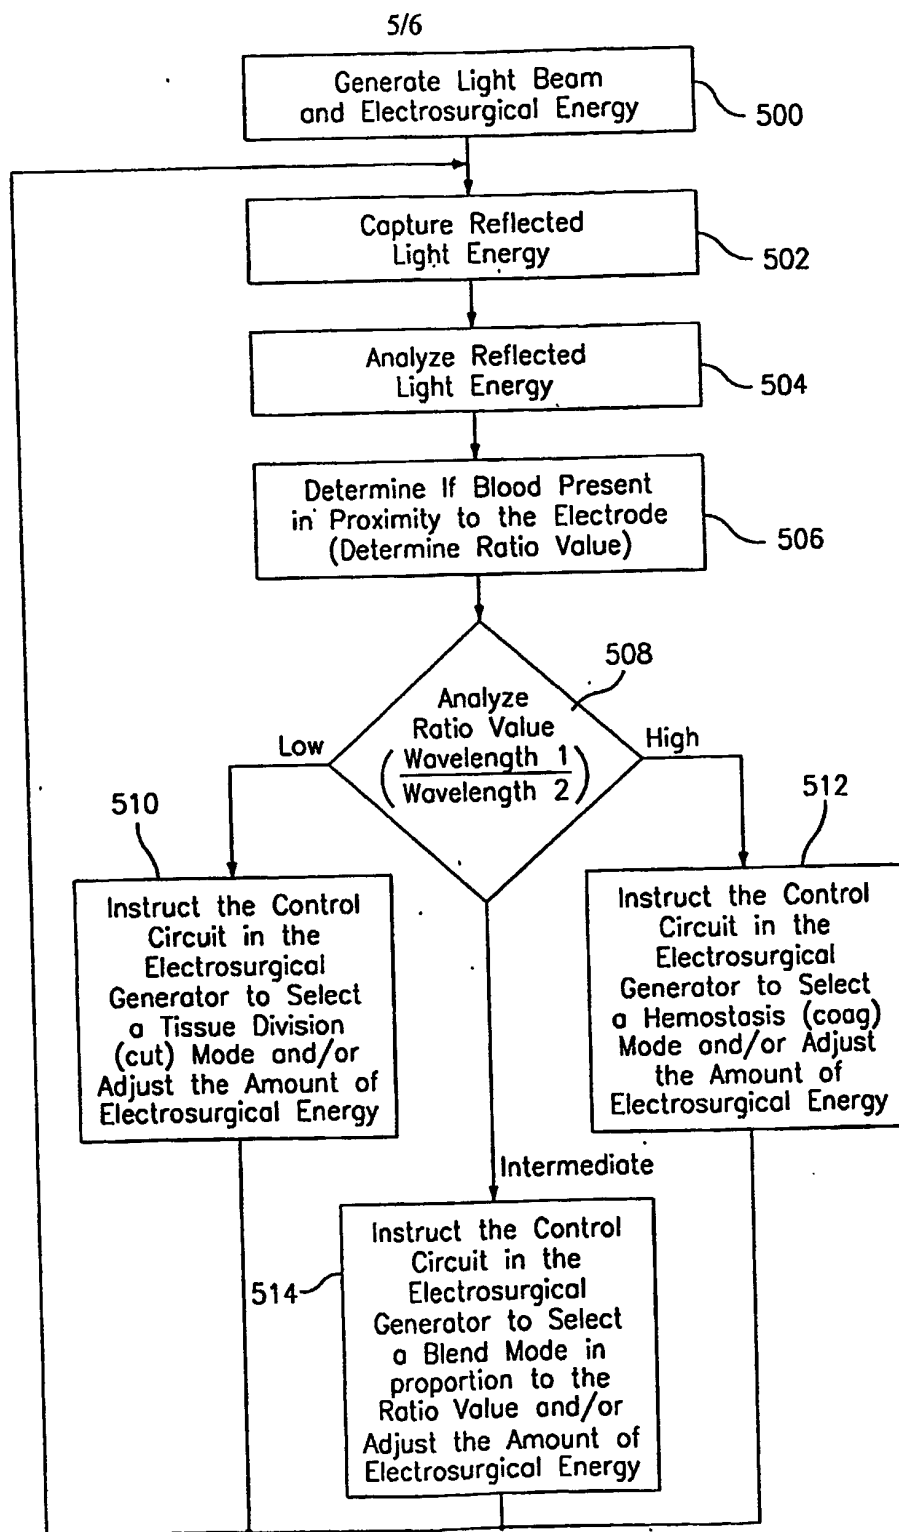 5/6
Generate Light Beam
and Electrosurgical Energy
500
Capture Reflected
Light Energy
502
Analyze Reflected
Light Energy
504
Determine If Blood Present
in Proximity to the Electrode
(Determine Ratio Value)
506
508
Analyze
Ratio Value
(Wavelength 1
Wavelength 2)
Low
High
510
512
Instruct the Control
Circuit in the
Electrosurgical
Generator to Select
a Tissue Division
(cut) Mode and/or
Adjust the Amount of
Electrosurgical Energy
Instruct the Control
Circuit in the
Electrosurgical
Generator to Select
a Hemostasis (coag)
Mode and/or Adjust
the Amount of
Electrosurgical Energy
Intermediate
514
Instruct the Control
Circuit in the
Electrosurgical
Generator to Select
a Blend Mode in
proportion to the
Ratio Value and/or
Adjust the Amount of
Electrosurgical Energy